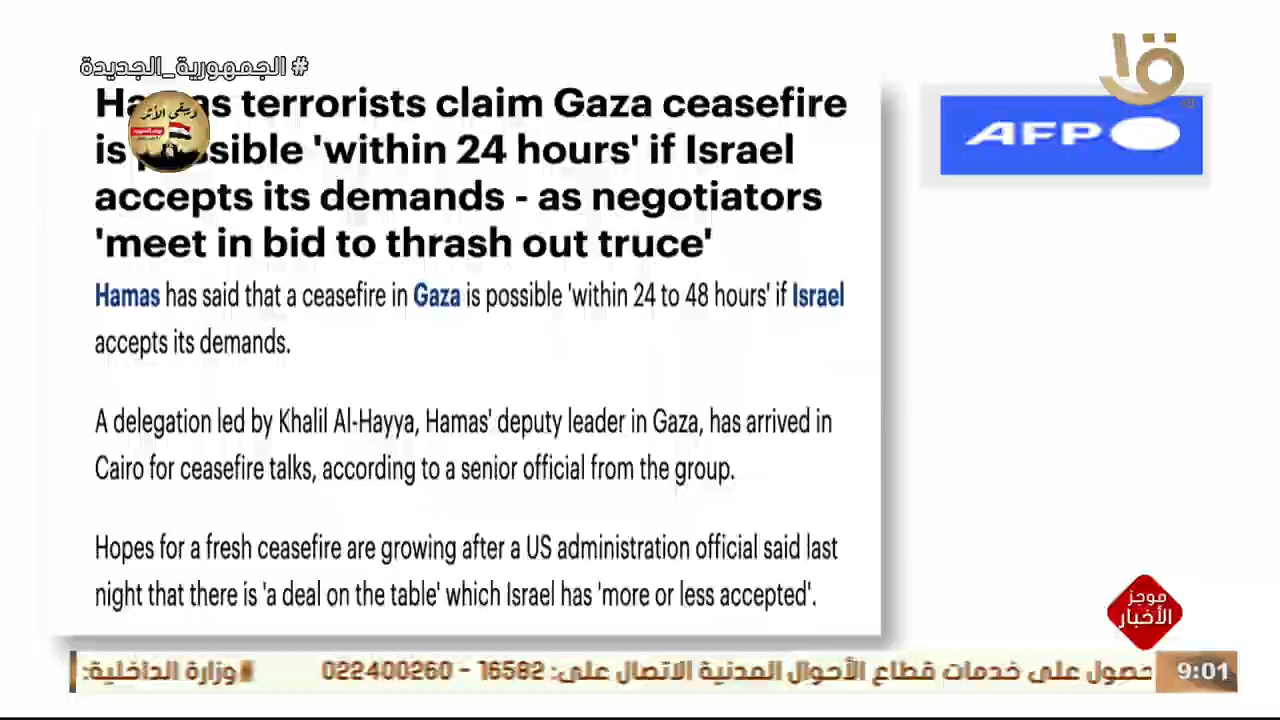 # الجمهورية_الجديدة
ويبقى الأثر
AFP
terrorists claim Gaza ceasefire
is 'within 24 hours' if Israel
accepts its demands - as negotiators
'meet in bid to thrash out truce'
Hamas has said that a ceasefire in Gaza is possible 'within 24 to 48 hours' if Israel
accepts its demands.
A delegation led by Khalil Al-Hayya, Hamas' deputy leader in Gaza, has arrived in
Cairo for ceasefire talks, according to a senior official from the group.
Hopes for a fresh ceasefire are growing after a US administration official said last
night that there is 'a deal on the table' which Israel has 'more or less accepted'.
موجز
الأخبار
حصول على خدمات قطاع الأحوال المدنية الاتصال على: 16582 - 022400260 #وزارة الداخلية:
9:01